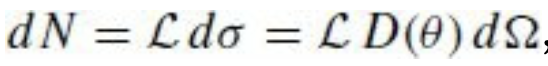 dN = ℒ dσ = ℒ D(θ) dΩ,